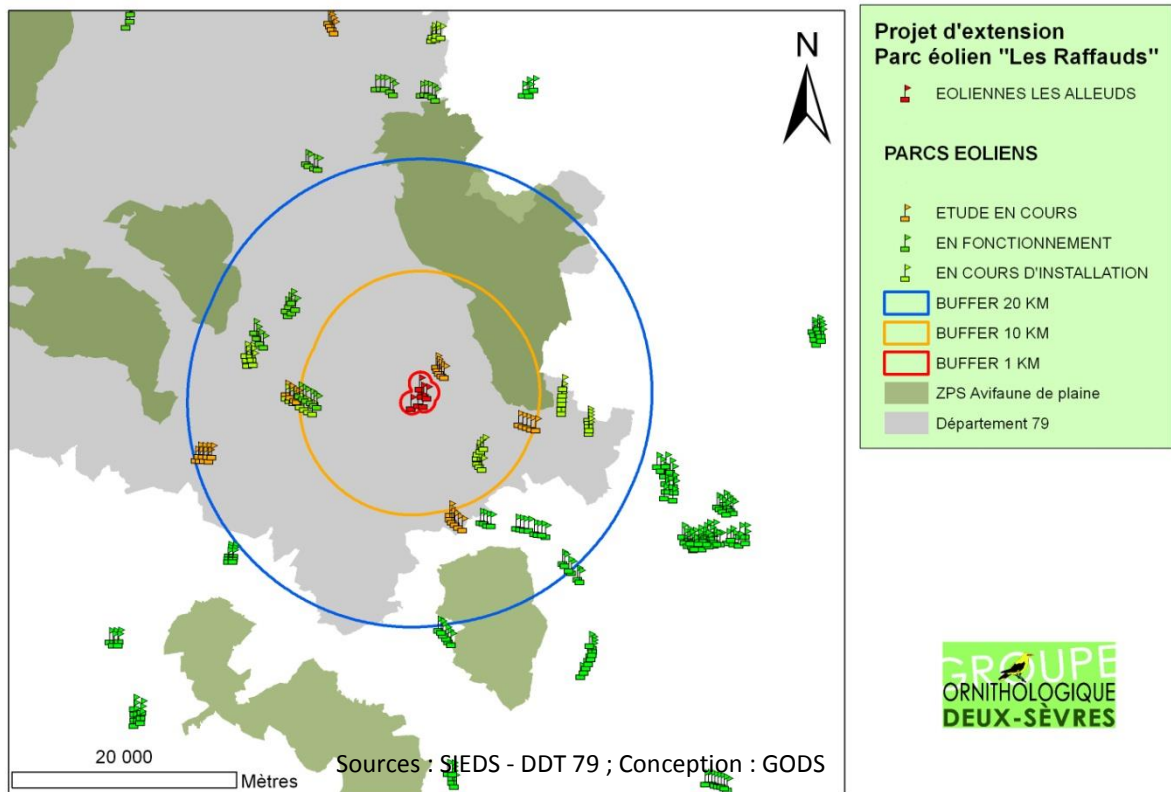 N
20 000
Mètres
Sources : SIEDS - DDT 79 ; Conception : GODS
Projet d'extension
Parc éolien "Les Raffauds"
EOLIENNES LES ALLEUDS
PARCS EOLIENS
ETUDE EN COURS
EN FONCTIONNEMENT
EN COURS D'INSTALLATION
BUFFER 20 KM
BUFFER 10 KM
BUFFER 1 KM
ZPS Avifaune de plaine
Département 79
GROUPE
ORNITHOLOGIQUE
DEUX-SÈVRES